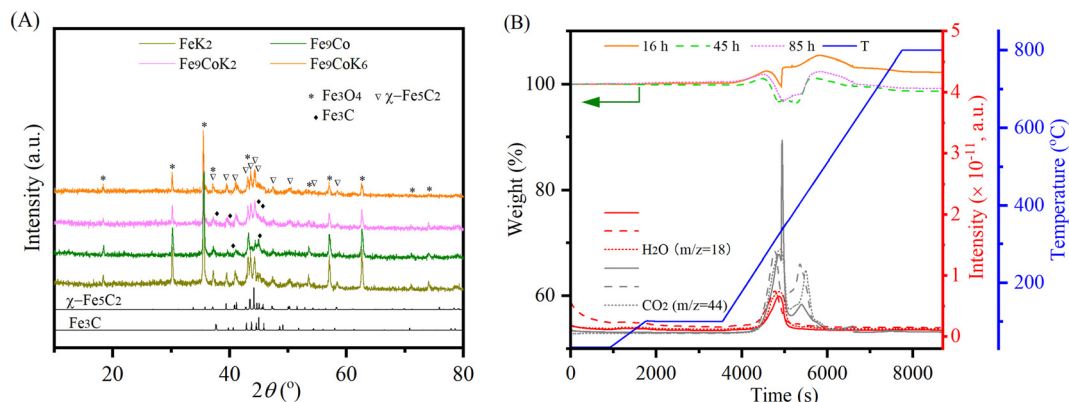 (A)
FeK2
Fe9Co
Fe9CoK2
Fe9CoK6
* Fe3O4 ▿ χ−Fe5C2
♦ Fe3C
χ−Fe5C2
Fe3C
Intensity (a.u.)
20
40
60
80
2θ (°)
(B)
16 h
45 h
85 h
T
H2O (m/z=18)
CO2 (m/z=44)
Weight (%)
100
80
60
0
2000
4000
6000
8000
Time (s)
5
4
3
2
1
0
Intensity (× 10-11, a.u.)
800
600
400
200
Temperature (°C)